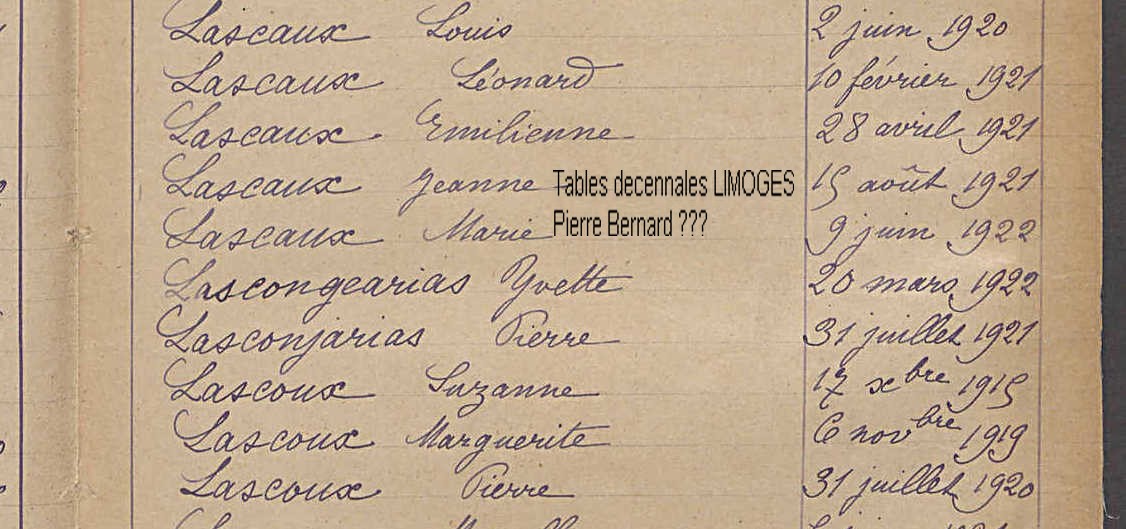 Lascaux Louis 2 juin 1920
Lascaux Léonard 10 février 1921
Lascaux Emilienne 28 avril 1921
Lascaux Jeanne Tables decennales LIMOGES 15 août 1921
Lascaux Marie Pierre Bernard ??? 9 juin 1922
Lascongearias Yvette 20 mars 1922
Lasconjarias Pierre 31 juillet 1921
Lascoux Suzanne 17 xbre 1915
Lascoux Marguerite 6 novbre 1919
Lascoux Pierre 31 juillet 1920